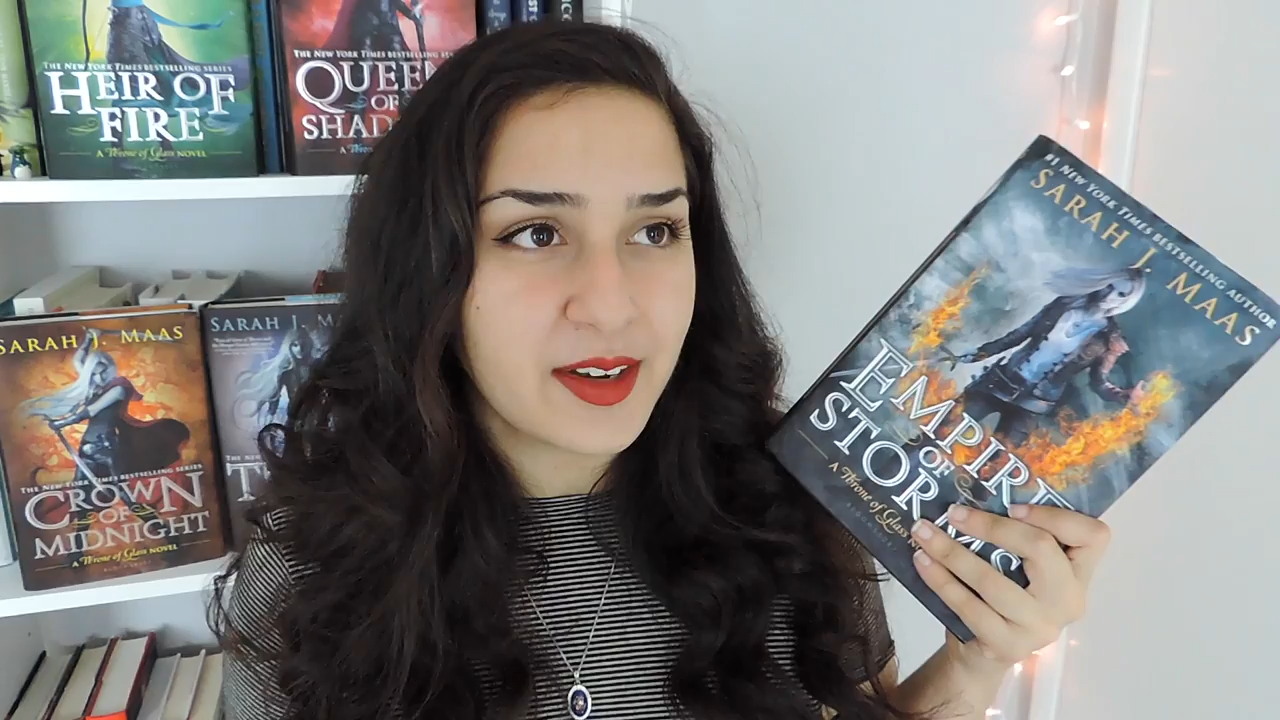 THE NEW YORK TIMES BESTSELLING SERIES
HEIR OF
FIRE
A Throne of Glass NOVEL
THE NEW YORK TIMES BESTSELLING
QUEEN
OF
SHAD
SARAH J. MAAS
THE NEW YORK TIMES BESTSELLING SERIES
CROWN
OF
MIDNIGHT
A Throne of Glass NOVEL
SARAH J. MA
#1 NEW YORK TIMES BESTSELLING AUTHOR
SARAH J. MAAS
EMPIRE
OF
STORMS
A Throne of Glass N